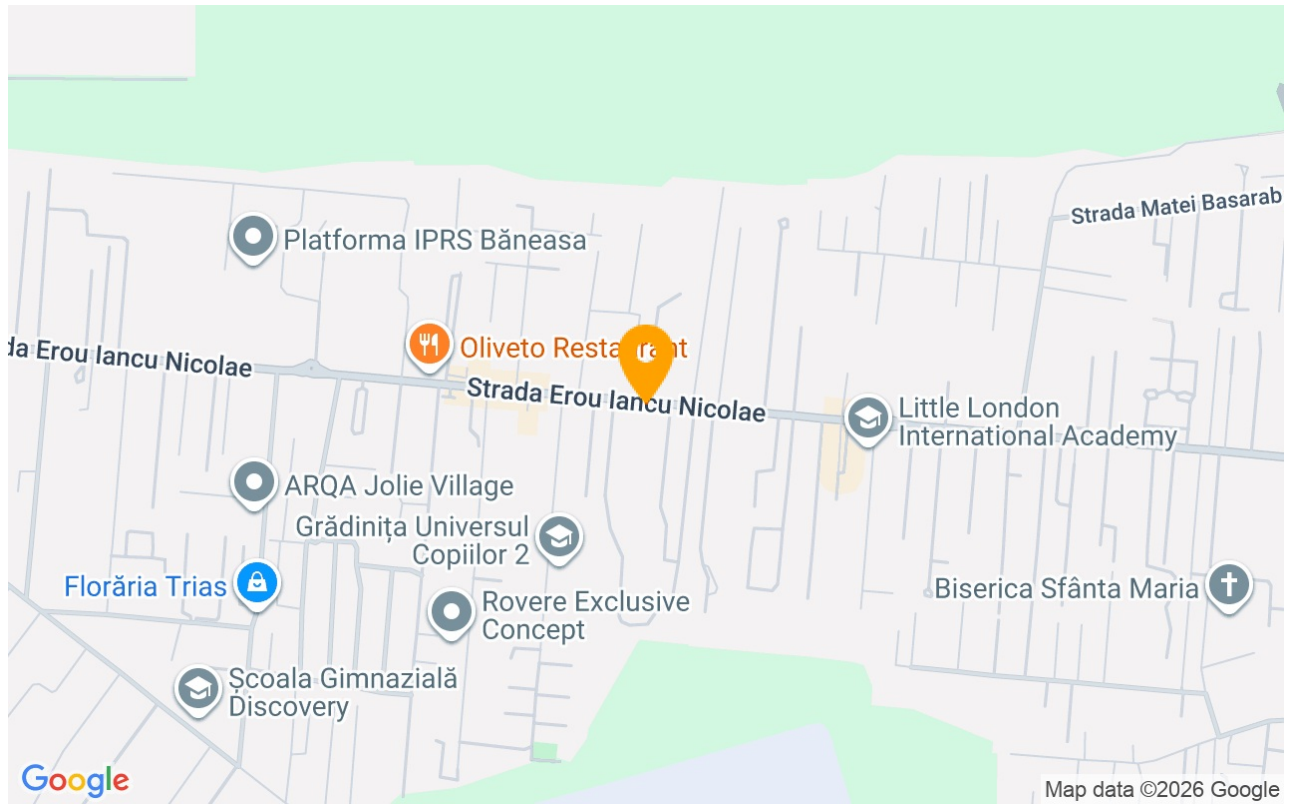 Strada Matei Basarab
Platforma IPRS Băneasa
da Erou Iancu Nicolae
Oliveto Restaurant
Strada Erou Iancu Nicolae
Little London
International Academy
ARQA Jolie Village
Grădinița Universul
Copiilor 2
Florăria Trias
Rovere Exclusive
Concept
Biserica Sfânta Maria
Școala Gimnazială
Discovery
Google
Map data ©2026 Google